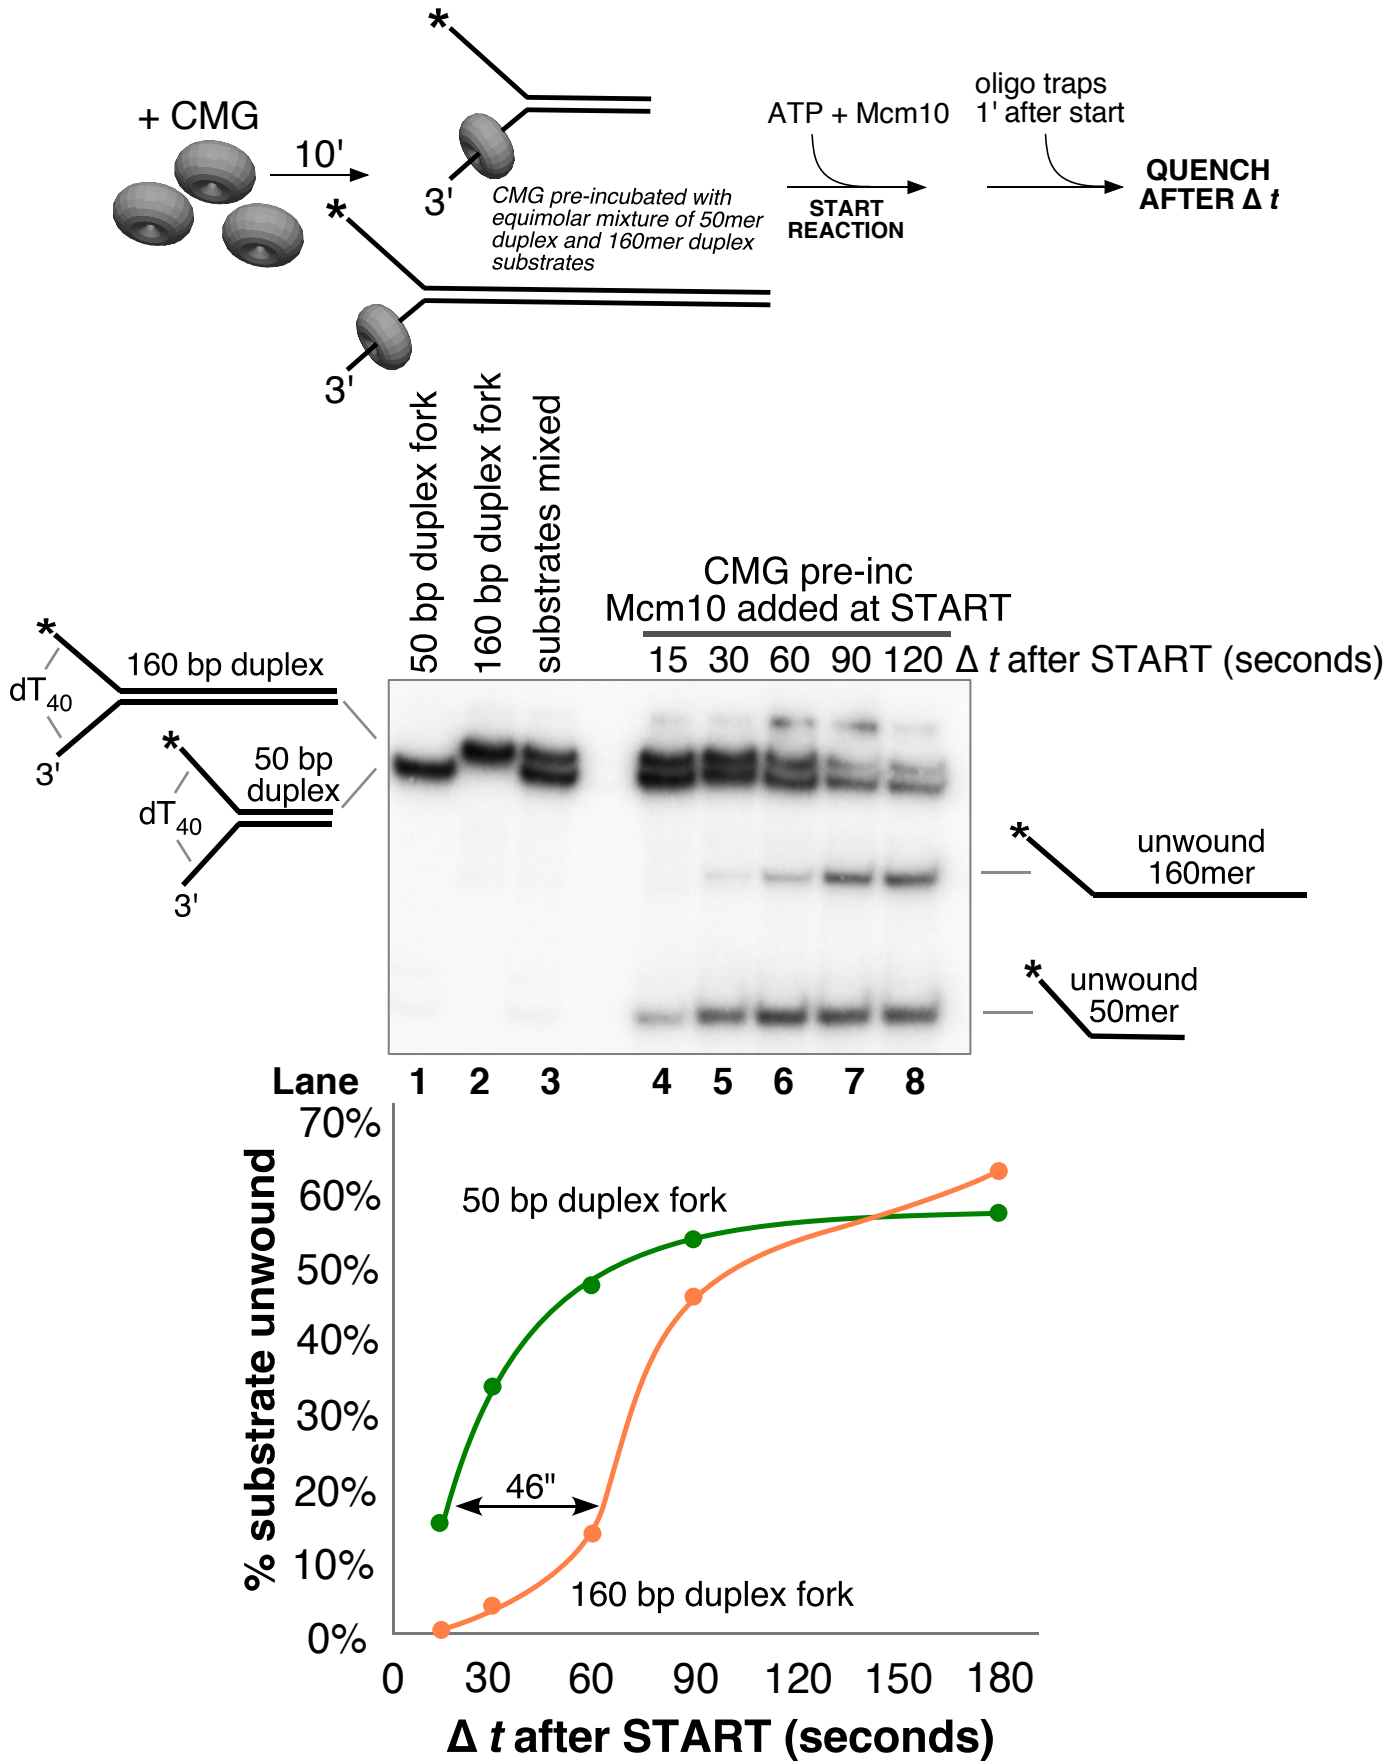 *
+ CMG
10'
3'
*
CMG pre-incubated with
equimolar mixture of 50mer
duplex and 160mer duplex
substrates
3'
ATP + Mcm10
START
REACTION
oligo traps
1' after start
QUENCH
AFTER Δ t
50 bp duplex fork
160 bp duplex fork
substrates mixed
CMG pre-inc
Mcm10 added at START
15 30 60 90 120 Δ t after START (seconds)
*
160 bp duplex
dT40
3'
*
50 bp
duplex
dT40
3'
*
unwound
160mer
*
unwound
50mer
Lane 1 2 3 4 5 6 7 8
% substrate unwound
70%
60%
50%
40%
30%
20%
10%
0%
50 bp duplex fork
46"
160 bp duplex fork
0 30 60 90 120 150 180
Δ t after START (seconds)